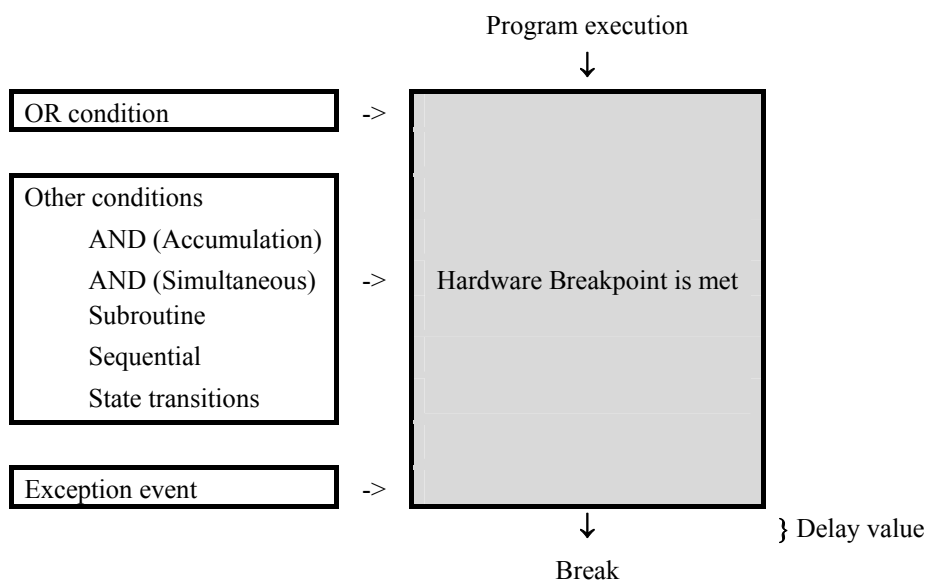 Program execution
↓
OR condition
->
Other conditions
AND (Accumulation)
AND (Simultaneous)
->
Hardware Breakpoint is met
Subroutine
Sequential
State transitions
Exception event
->
↓
} Delay value
Break